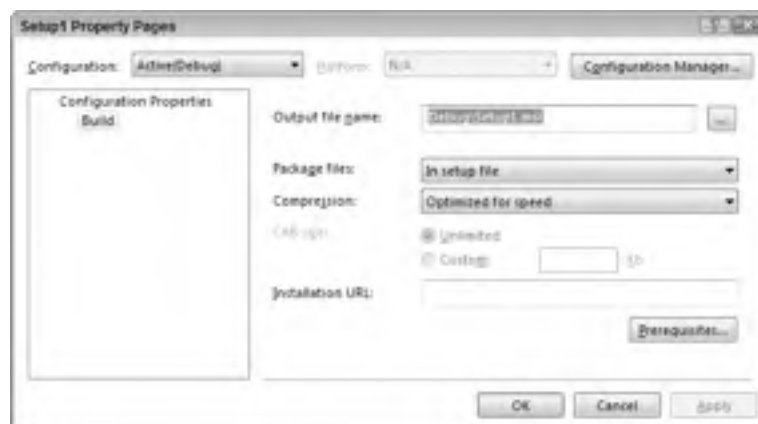 Setup1 Property Pages
Configuration: Active(Debug) Platform: N/A Configuration Manager...
Configuration Properties
Build
Output file name: Debug\Setup1.msi ...
Package files: In setup file
Compression: Optimized for speed
CAB size: Unlimited
Custom: Kb
Installation URL:
Prerequisites...
OK Cancel Apply